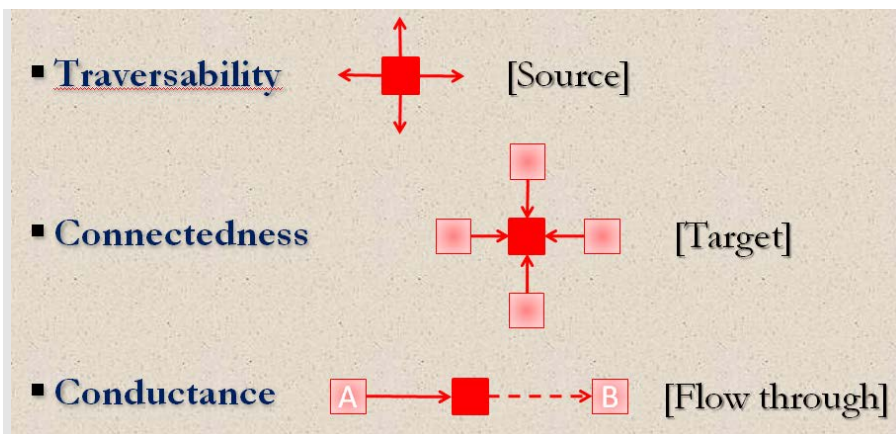 ▪ Traversability [Source]
▪ Connectedness [Target]
▪ Conductance A B [Flow through]